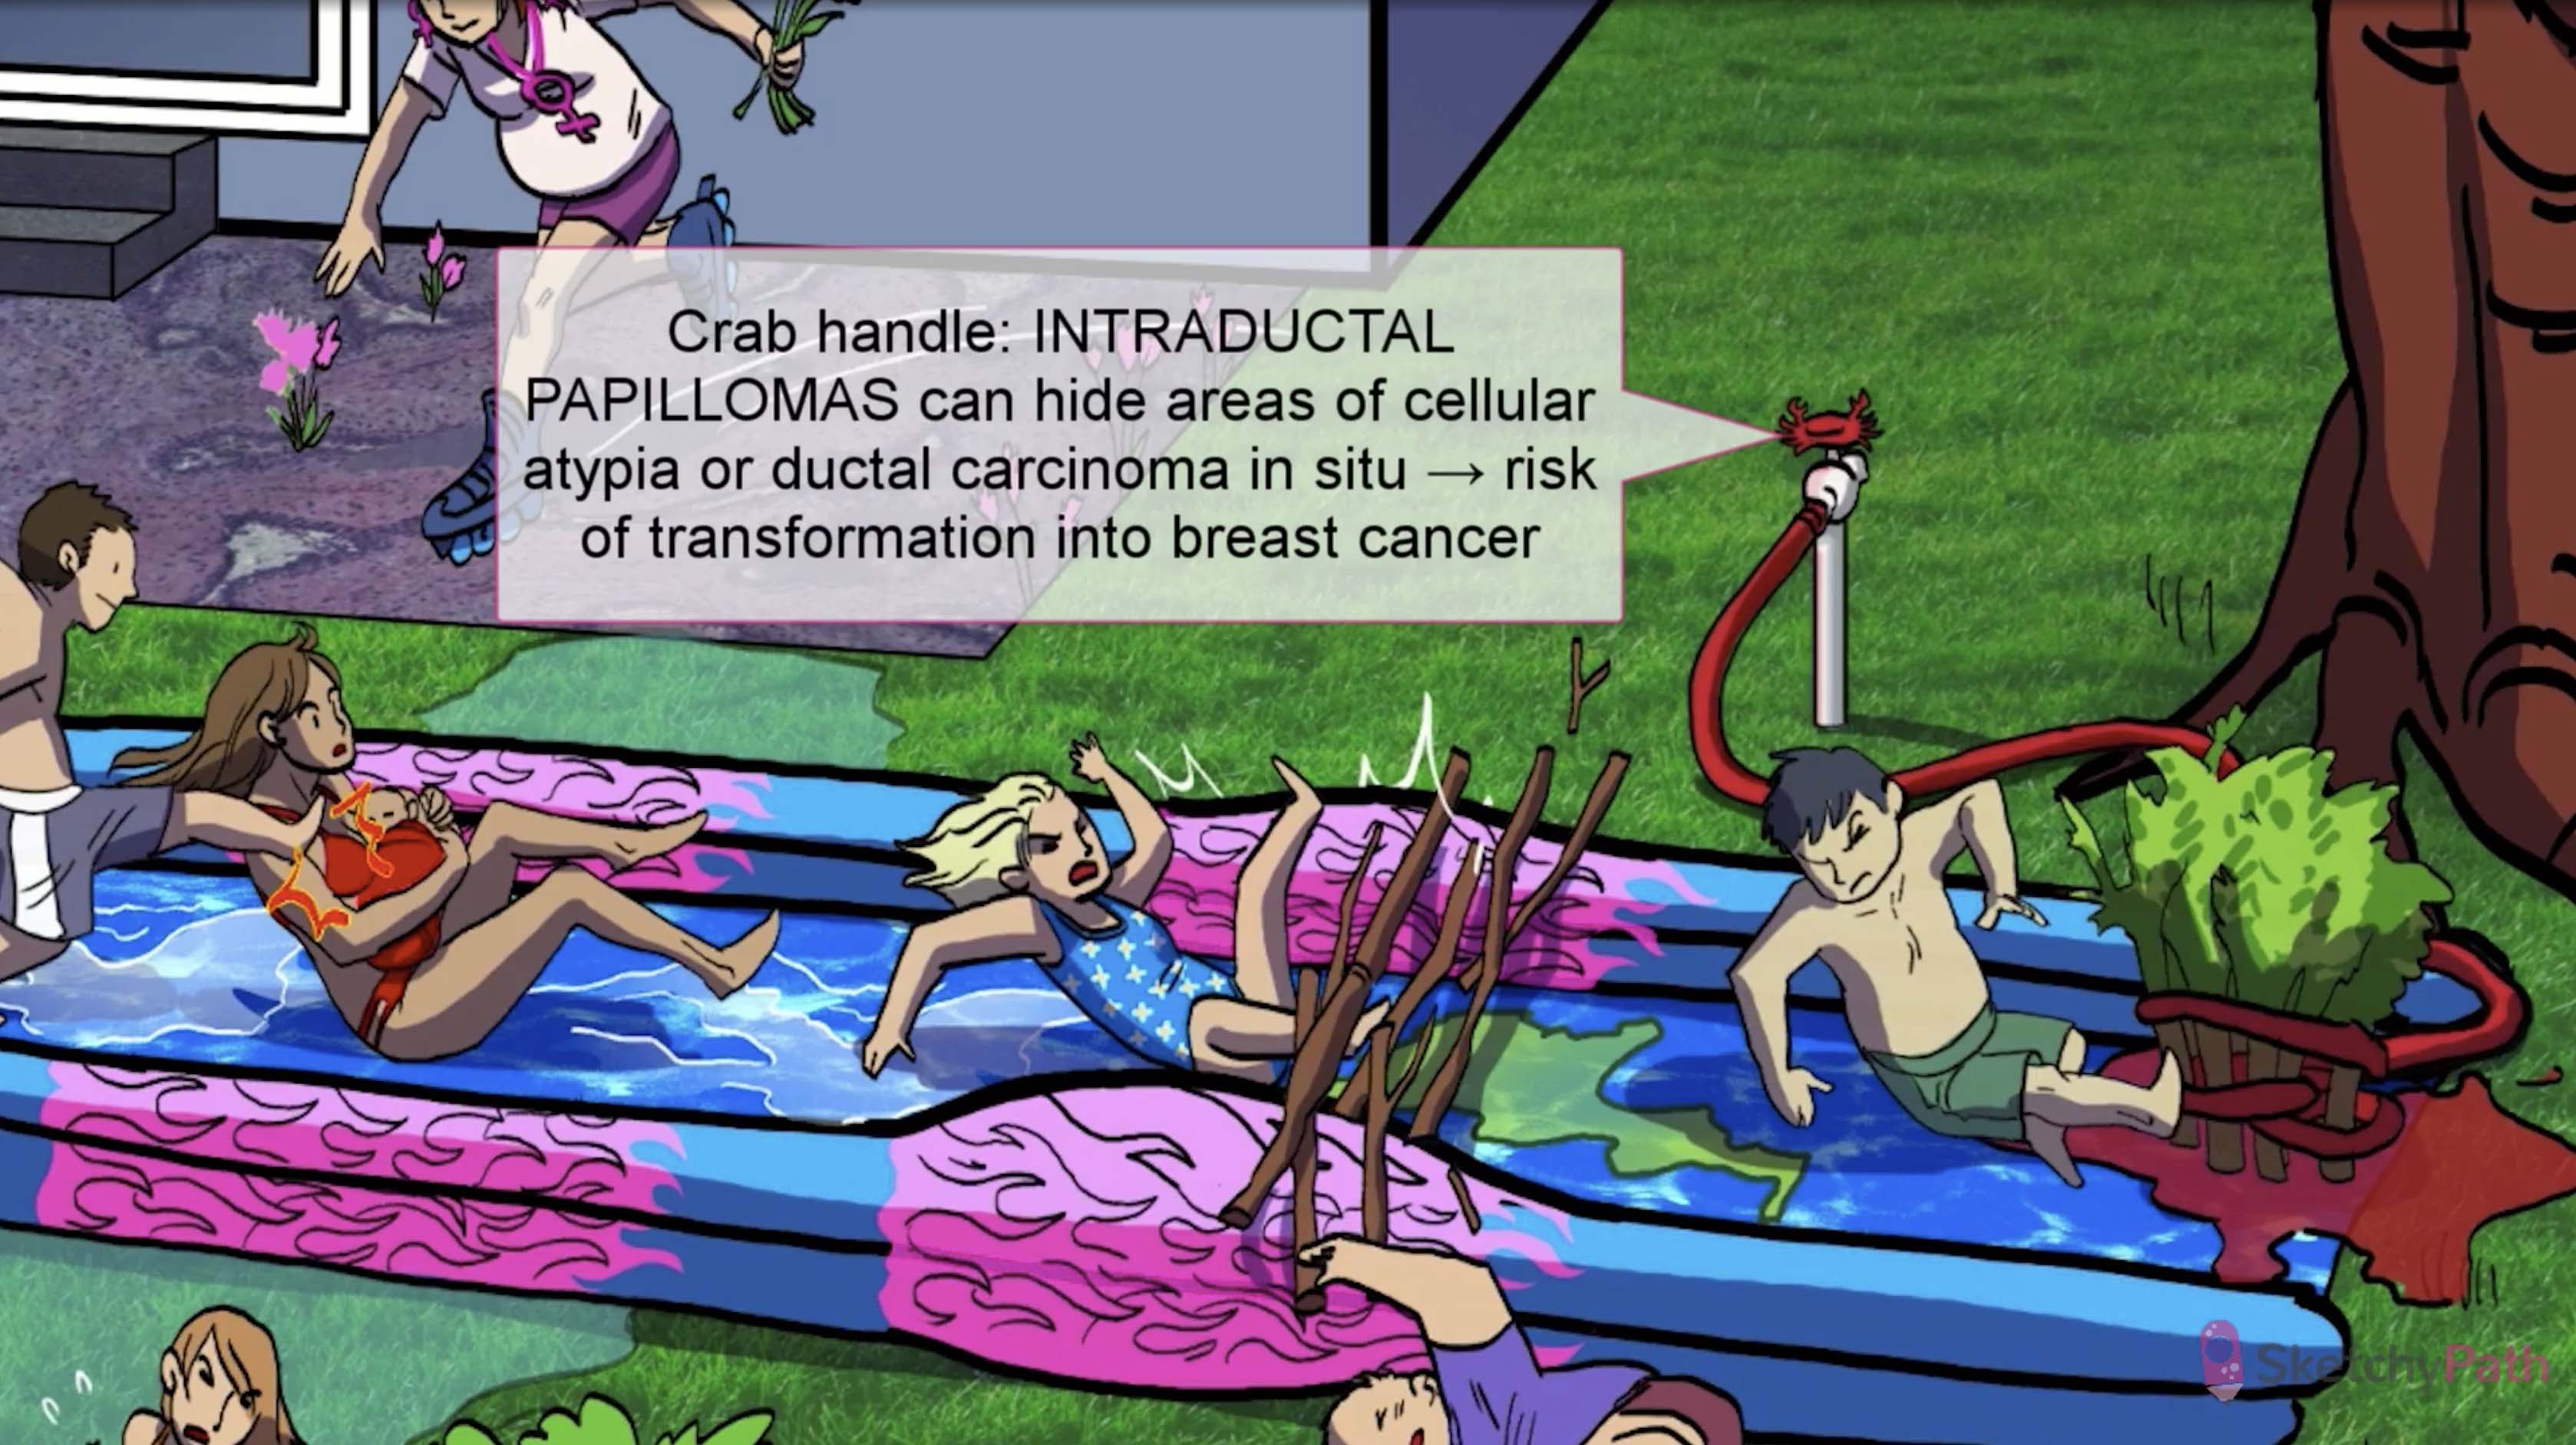 Crab handle: INTRADUCTAL
PAPILLOMAS can hide areas of cellular
atypia or ductal carcinoma in situ → risk
of transformation into breast cancer
SketchyPath